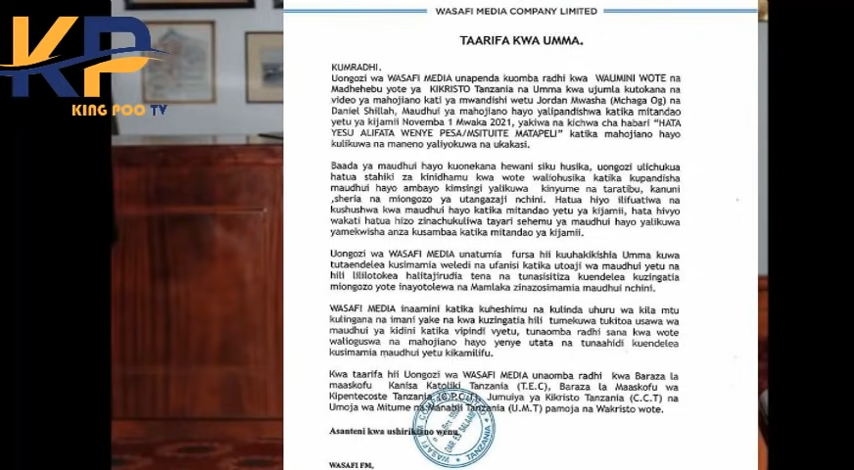 KP
KING POO TV
WASAFI MEDIA COMPANY LIMITED
TAARIFA KWA UMMA.
KUMRADHI,
Uongozi wa WASAFI MEDIA unapenda kuomba radhi kwa WAUMINI WOTE na
Madhehebu yote ya KIKRISTO Tanzania na Umma kwa ujumla kutokana na
video ya mahojiano kati ya mwandishi wetu Jordan Mwasha (Mchaga Og) na
Daniel Shillah, Maudhui ya mahojiano hayo yalipandishwa katika mitandao
yetu ya kijamii Novemba 1 Mwaka 2021, yakiwa na kichwa cha habari "HATA
YESU ALIFATA WENYE PESA/MSITUITE MATAPELI" katika mahojiano hayo
kulikuwa na maneno yaliyokuwa na ukakasi.
Baada ya maudhui hayo kuonekana hewani siku husika, uongozi ulichukua
hatua stahiki za kinidhamu kwa wote waliohusika katika kupandisha
maudhui hayo ambayo kimsingi yalikuwa kinyume na taratibu, kanuni
,sheria na miongozo ya utangazaji nchini. Hatua hiyo ilifuatiwa na
kushushwa kwa maudhui hayo katika mitandao yetu ya kijamii, hata hivyo
wakati hatua hizo zinachukuliwa tayari sehemu ya maudhui hayo yalikuwa
yamekwisha anza kusambaa katika mitandao ya kijamii.
Uongozi wa WASAFI MEDIA unatumia fursa hii kuuhakikishia Umma kuwa
tutaendelea kusimamia weledi na ufanisi katika utoaji wa maudhui yetu na
hili lililotokea halitajirudia tena na tunasisitiza kuendelea kuzingatia
miongozo yote inayotolewa na Mamlaka zinazosimamia maudhui nchini.
WASAFI MEDIA inaamini katika kuheshimu na kulinda uhuru wa kila mtu
kulingana na imani yake na kwa kuzingatia hili tumekuwa tukitoa usawa wa
maudhui ya kidini katika vipindi vyetu, tunaomba radhi sana kwa wote
walioguswa na mahojiano hayo yenye utata na tunaahidi kuendelea
kusimamia maudhui yetu kikamilifu.
Kwa taarifa hii Uongozi wa WASAFI MEDIA unaomba radhi kwa Baraza la
maaskofu Kanisa Katoliki Tanzania (T.E.C), Baraza la Maaskofu wa
Kipentecoste Tanzania (C.P.C.T), Jumuiya ya Kikristo Tanzania (C.C.T) na
Umoja wa Mitume na Manabii Tanzania (U.M.T) pamoja na Wakristo wote.
Asanteni kwa ushirikiano wenu,
WASAFI FM,